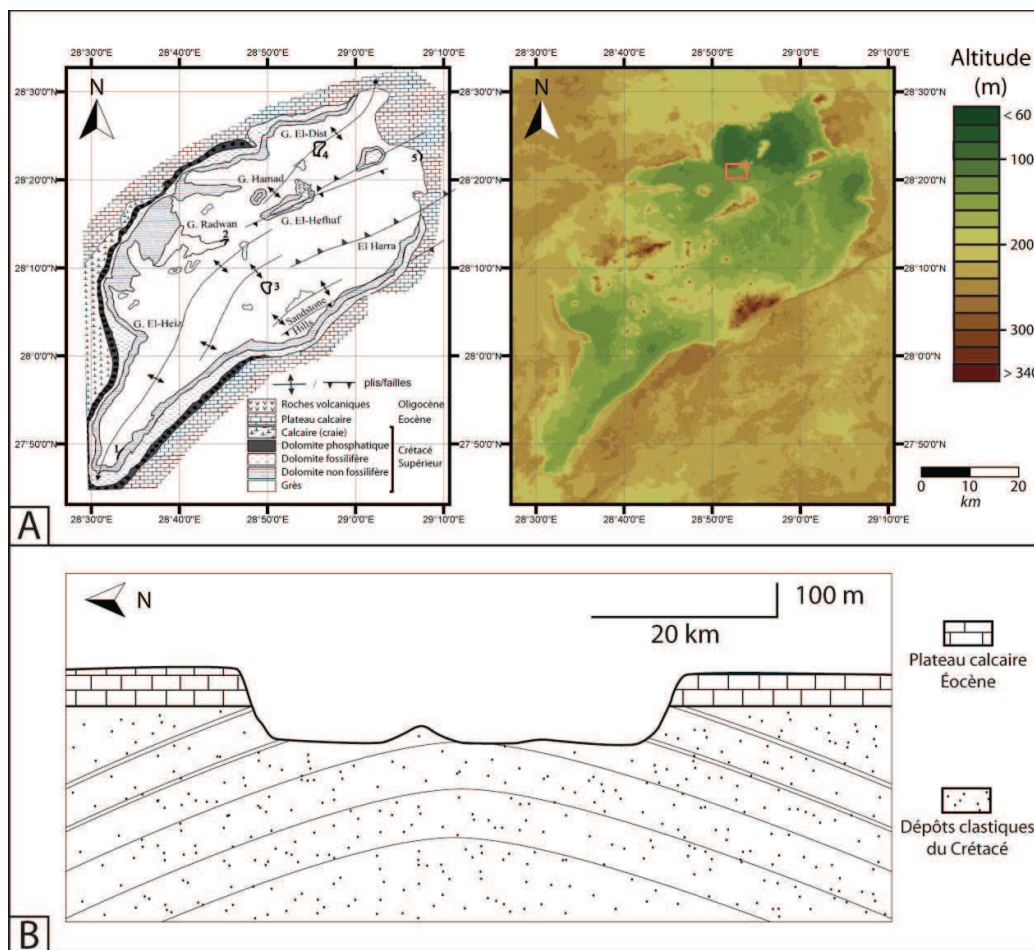 A
28°30'0"E 28°40'0"E 28°50'0"E 29°0'0"E 29°10'0"E
28°30'0"N
28°20'0"N
28°10'0"N
28°0'0"N
27°50'0"N
N
G. El-Dist
4
5
G. Hamad
G. El-Hefhuf
G. Radwan
2
El Harra
3
Sandstone
Hills
G. El-Heiz
1
/ plis/failles
Roches volcaniques Oligocène
Plateau calcaire Eocène
Calcaire (craie)
Dolomite phosphatique
Dolomite fossilifère
Dolomite non fossilifère
Grès
Crétacé
Supérieur
28°30'0"E 28°40'0"E 28°50'0"E 29°0'0"E 29°10'0"E
28°30'0"E 28°40'0"E 28°50'0"E 29°0'0"E 29°10'0"E
28°30'0"N
28°20'0"N
28°10'0"N
28°0'0"N
27°50'0"N
N
28°30'0"E 28°40'0"E 28°50'0"E 29°0'0"E 29°10'0"E
Altitude
(m)
< 60
100
200
300
> 340
0 10 20
km
B
N
100 m
20 km
Plateau calcaire
Éocène
Dépôts clastiques
du Crétacé